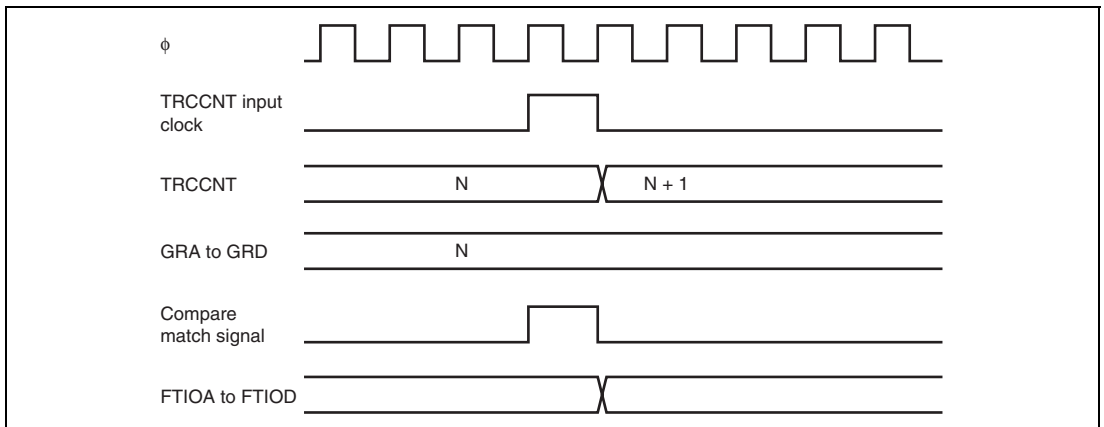 ϕ
TRCCNT input
clock
TRCCNT
N
N + 1
GRA to GRD
N
Compare
match signal
FTIOA to FTIOD